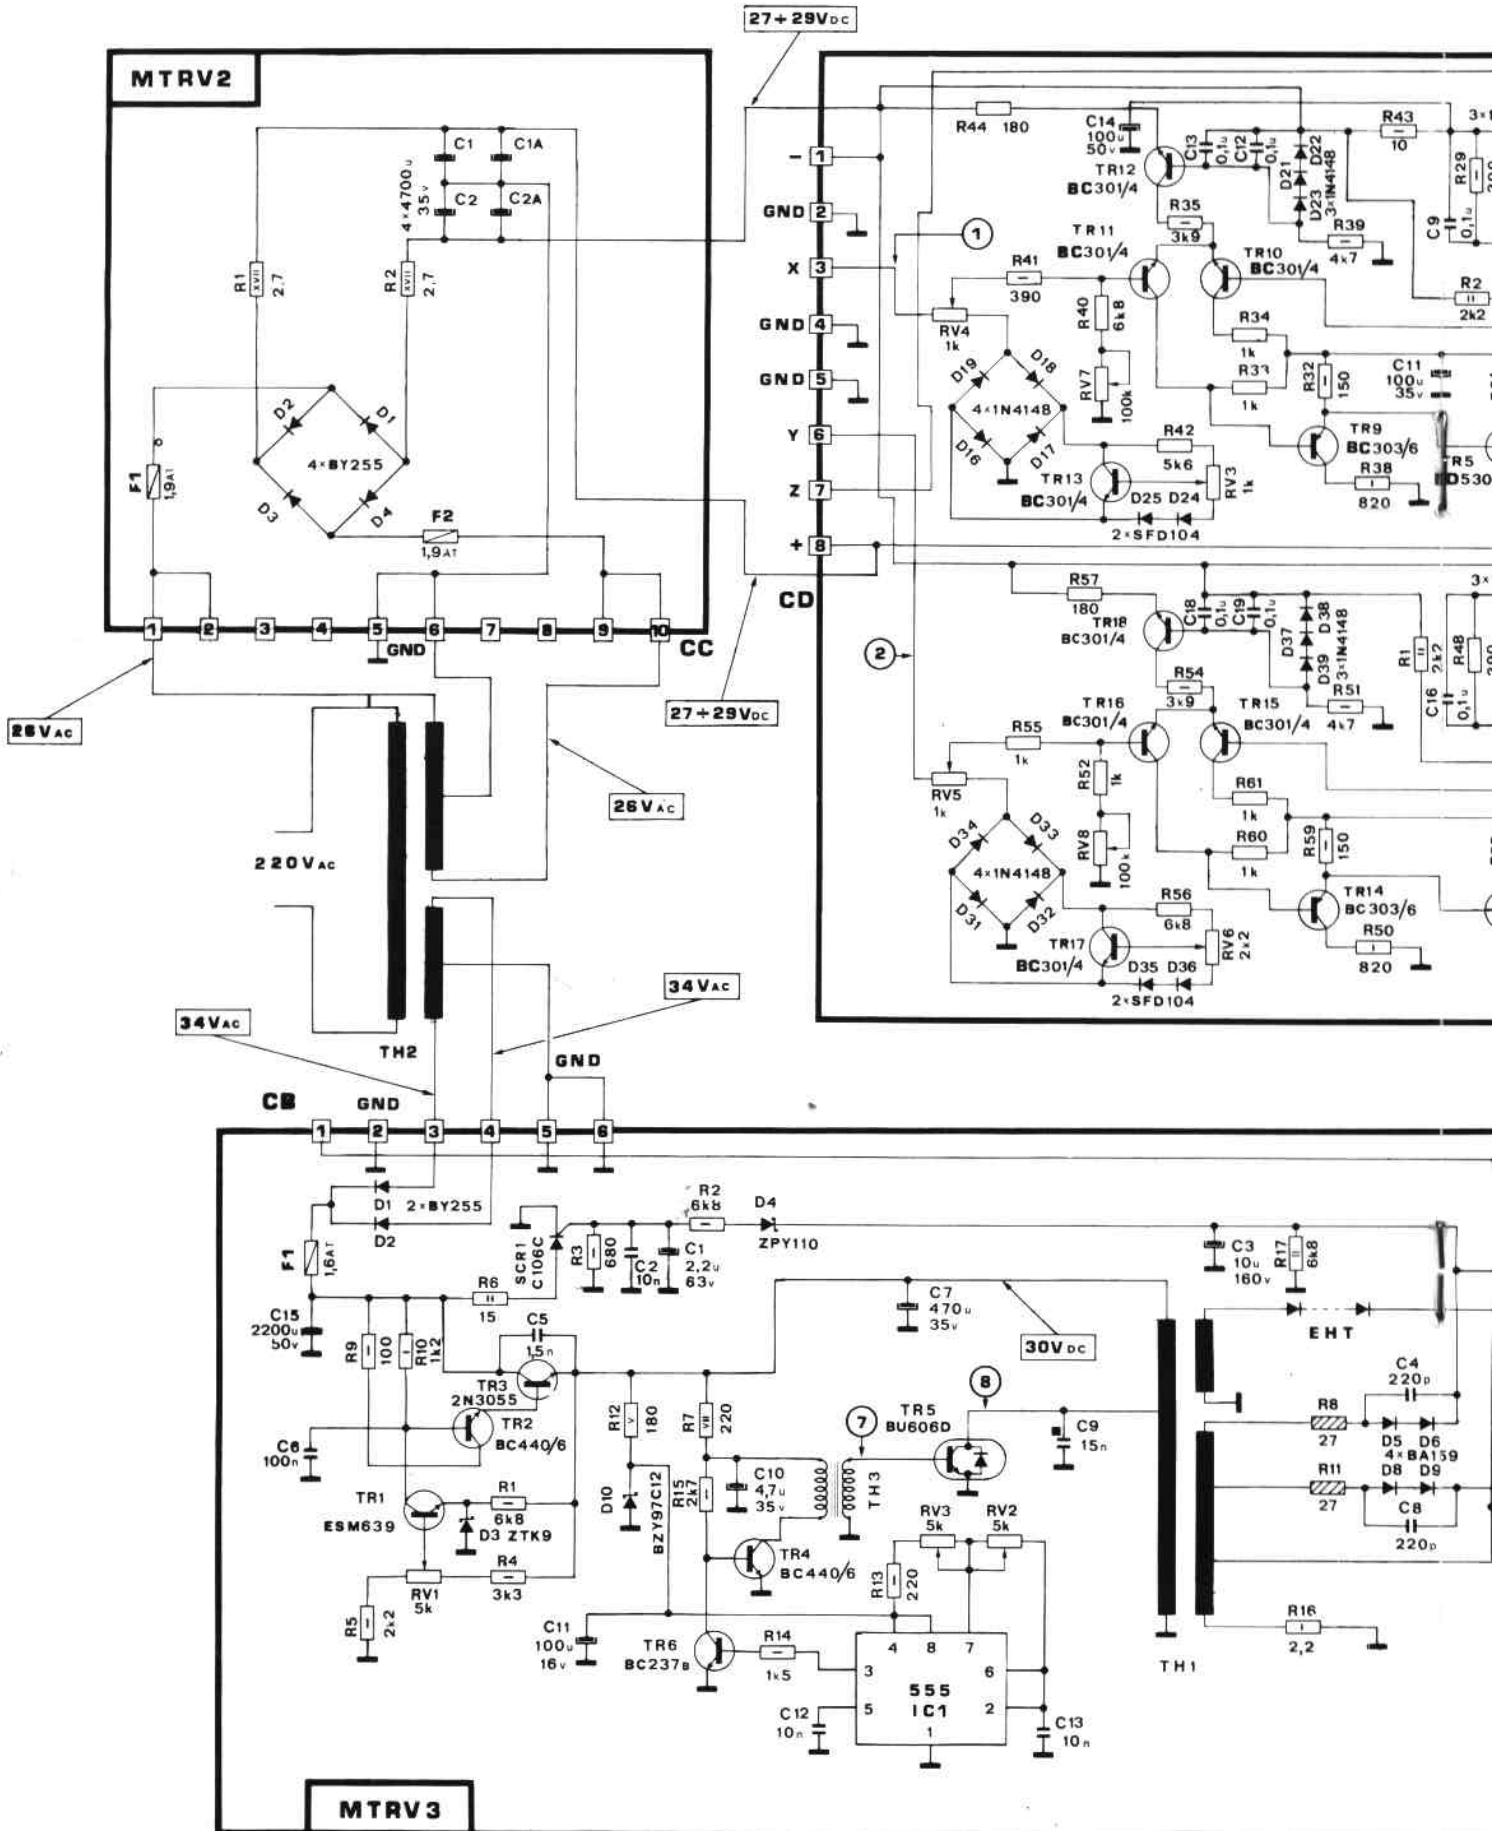 27÷29VDC
MTRV2
C1
C1A
4×4700u
35v
C2
C2A
R1
XVII
2,7
R2
XVII
2,7
D2
D1
4×BY255
D3
D4
F1
1,9AT
F2
1,9AT
1
2
3
4
5
6
7
8
9
10
GND
CC
26VAC
26VAC
220VAC
27÷29VDC
34VAC
34VAC
TH2
GND
CD
-
1
GND
2
X
3
GND
4
GND
5
Y
6
Z
7
+
8
R44
180
C14
100u
50v
TR12
BC301/4
C13
0,1u
C12
0,1u
D21
D22
D23
3×1N4148
R43
10
R29
C9
0,1u
R35
3k9
R39
4k7
TR11
BC301/4
TR10
BC301/4
1
R41
390
R40
6k8
RV4
1k
R2
2k2
R34
1k
R33
1k
R32
150
C11
100u
35v
D19
D18
4×1N4148
D16
D17
RV7
100k
TR9
BC303/6
TR5
R38
820
R42
5k6
RV3
1k
TR13
BC301/4
D25
D24
2×SFD104
R57
180
TR18
BC301/4
C18
0,1u
C19
0,1u
D37
D38
D39
3×1N4148
R1
2k2
R48
C16
0,1u
R54
3k9
R51
4k7
2
TR16
BC301/4
TR15
BC301/4
R55
1k
R52
1k
RV5
1k
R61
1k
R60
1k
R59
150
D34
D33
4×1N4148
D31
D32
RV8
100k
TR14
BC303/6
R50
820
R56
6k8
RV6
2k2
TR17
BC301/4
D35
D36
2×SFD104
CB
GND
1
2
3
4
5
6
D1
2×BY255
D2
F1
1,6AT
SCR1
C106C
R3
680
C2
10n
C1
2,2u
63v
R2
6k8
D4
ZPY110
C3
10u
160v
R17
6k8
R6
15
C15
2200u
50v
R9
100
R10
1k2
C5
1,5n
TR3
2N3055
TR2
BC440/6
C6
100n
C7
470u
35v
30VDC
EHT
C4
220p
R8
27
D5
D6
4×BA159
R11
27
D8
D9
C8
220p
R12
180
R7
VII
220
7
8
TR5
BU606D
C9
15n
D10
BZY97C12
R15
2k7
C10
4,7u
35v
TH3
TR1
ESM639
R1
6k8
D3 ZTK9
R4
3k3
RV1
5k
R5
2k2
TR4
BC440/6
RV3
5k
RV2
5k
R13
220
C11
100u
16v
TR6
BC237B
R14
1k5
C12
10n
4
8
7
3
6
5
2
1
555
IC1
C13
10n
R16
2,2
TH1
MTRV3